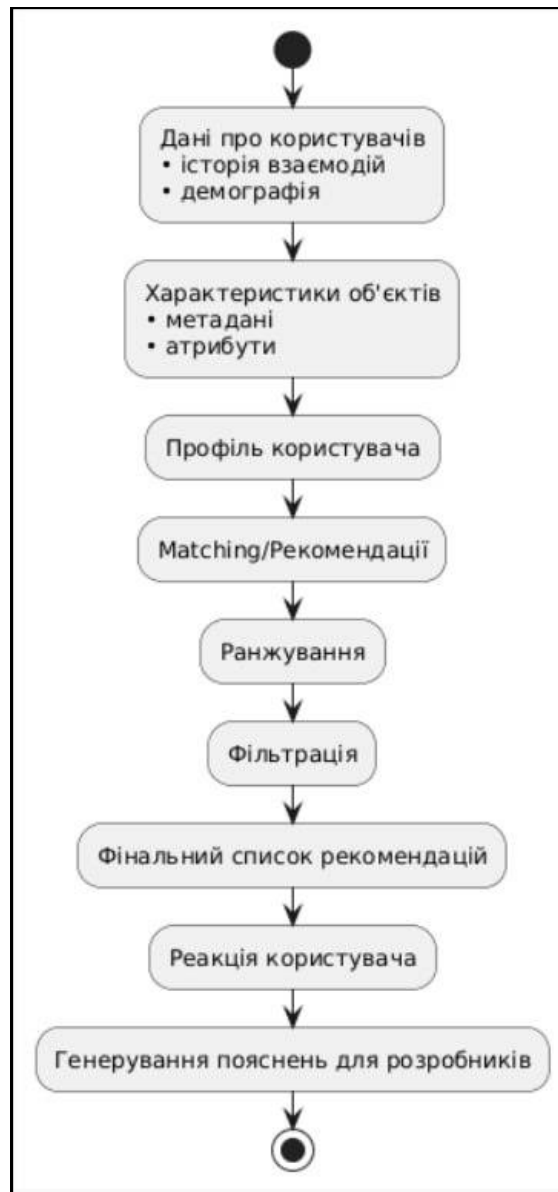 Дані про користувачів
• історія взаємодій
• демографія
Характеристики об'єктів
• метадані
• атрибути
Профіль користувача
Matching/Рекомендації
Ранжування
Фільтрація
Фінальний список рекомендацій
Реакція користувача
Генерування пояснень для розробників